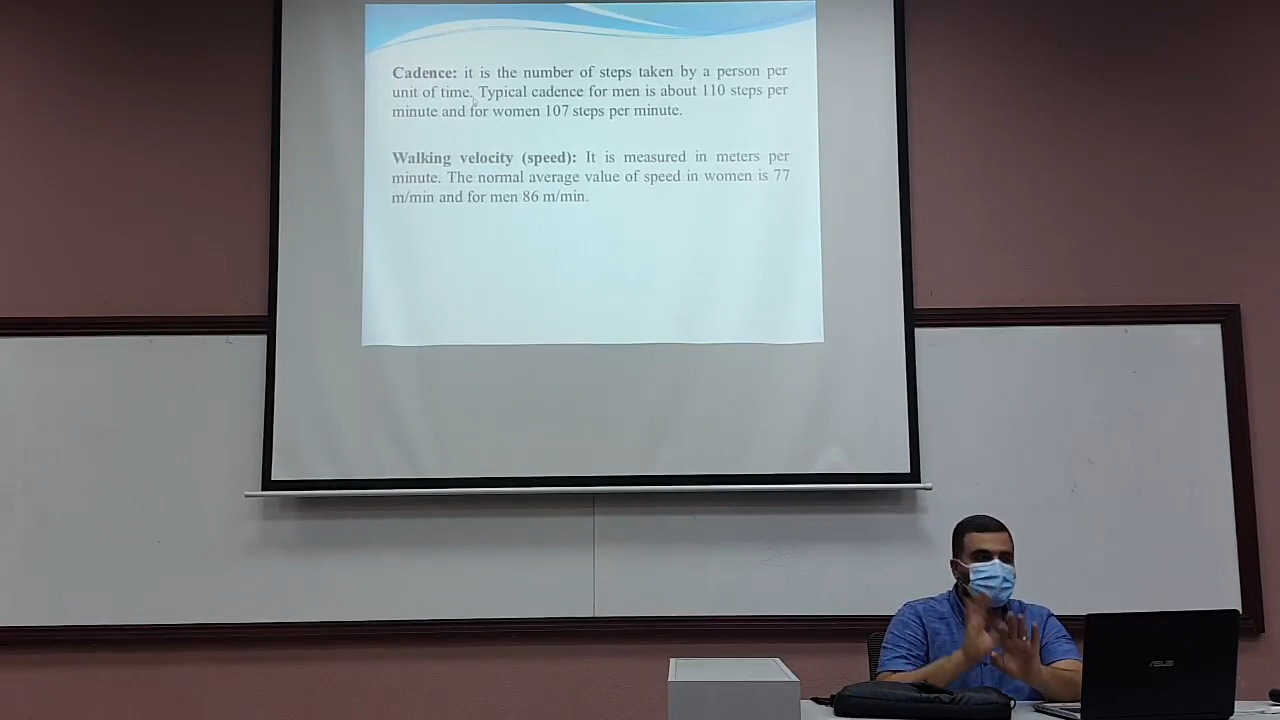 Cadence: it is the number of steps taken by a person per
unit of time. Typical cadence for men is about 110 steps per
minute and for women 107 steps per minute.
Walking velocity (speed): It is measured in meters per
minute. The normal average value of speed in women is 77
m/min and for men 86 m/min.
ASUS